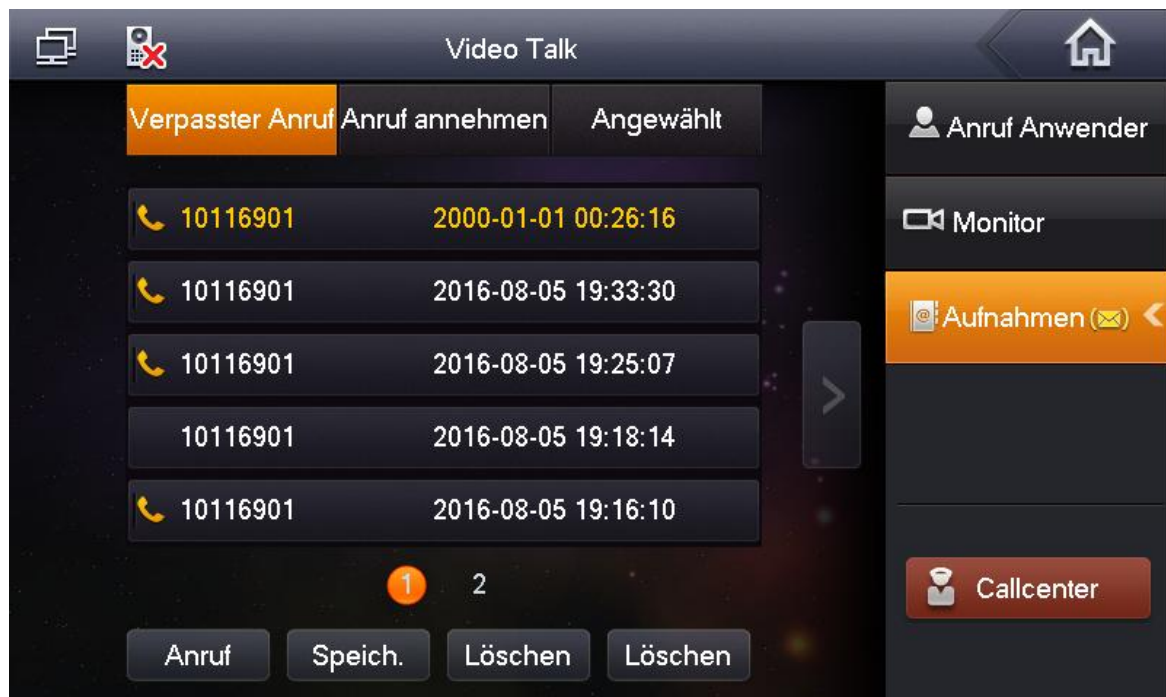 Video Talk
Verpasster Anruf Anruf annehmen Angewählt
10116901 2000-01-01 00:26:16
10116901 2016-08-05 19:33:30
10116901 2016-08-05 19:25:07
10116901 2016-08-05 19:18:14
10116901 2016-08-05 19:16:10
1 2
Anruf Speich. Löschen Löschen
Anruf Anwender
Monitor
Aufnahmen
Callcenter